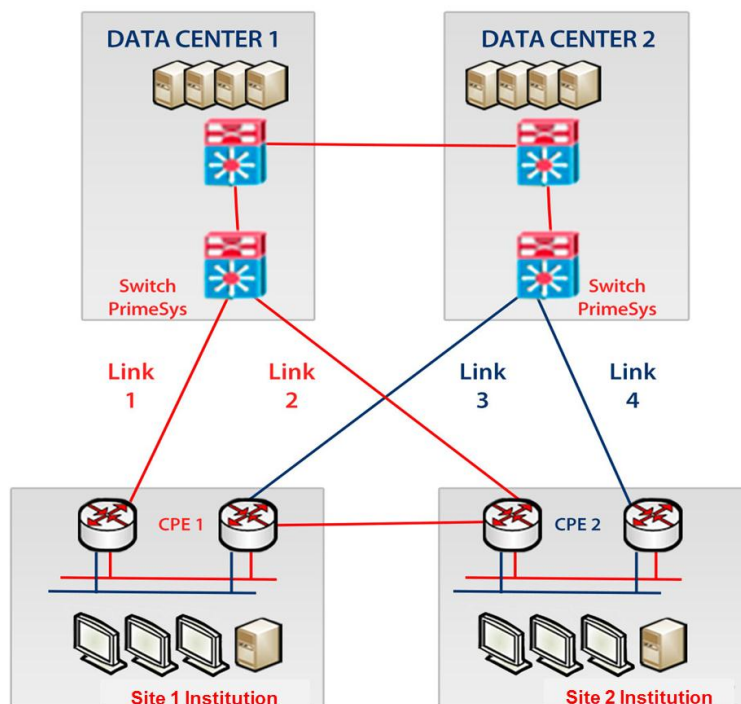 DATA CENTER 1
DATA CENTER 2
Switch
PrimeSys
Switch
PrimeSys
Link
1
Link
2
Link
3
Link
4
CPE 1
CPE 2
Site 1 Institution
Site 2 Institution